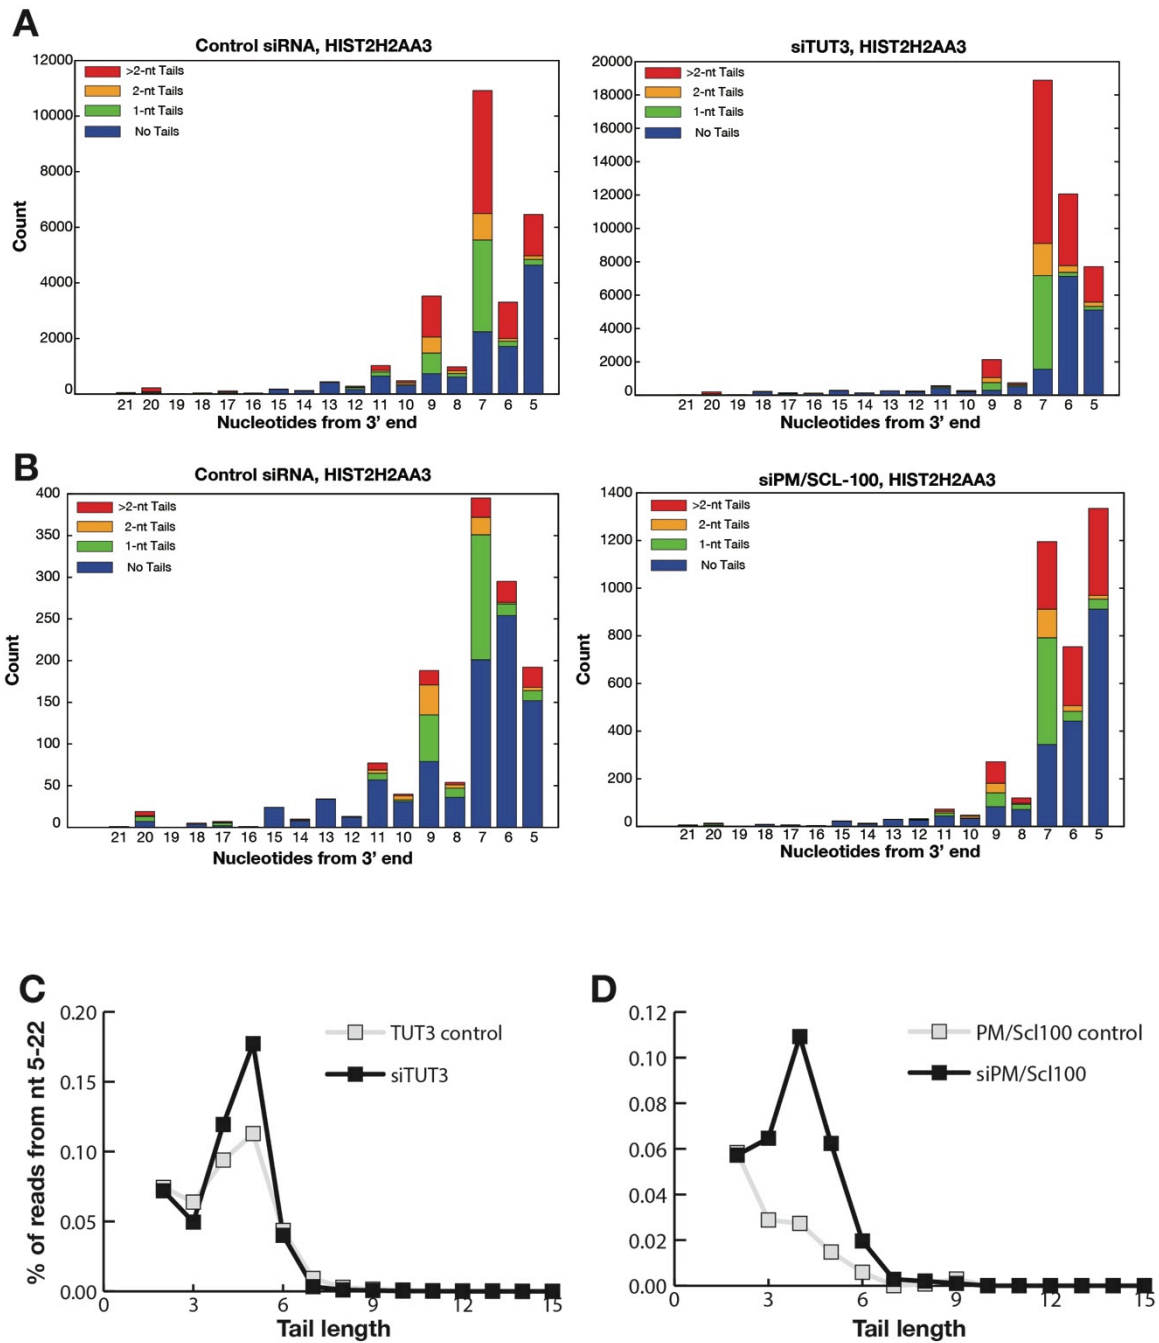 A
Control siRNA, HIST2H2AA3
>2-nt Tails
2-nt Tails
1-nt Tails
No Tails
Count
12000
10000
8000
6000
4000
2000
0
21 20 19 18 17 16 15 14 13 12 11 10 9 8 7 6 5
Nucleotides from 3' end
siTUT3, HIST2H2AA3
>2-nt Tails
2-nt Tails
1-nt Tails
No Tails
20000
18000
16000
14000
12000
10000
8000
6000
4000
2000
0
21 20 19 18 17 16 15 14 13 12 11 10 9 8 7 6 5
Nucleotides from 3' end
B
Control siRNA, HIST2H2AA3
>2-nt Tails
2-nt Tails
1-nt Tails
No Tails
Count
400
350
300
250
200
150
100
50
0
21 20 19 18 17 16 15 14 13 12 11 10 9 8 7 6 5
Nucleotides from 3' end
siPM/SCL-100, HIST2H2AA3
>2-nt Tails
2-nt Tails
1-nt Tails
No Tails
Count
1400
1200
1000
800
600
400
200
0
21 20 19 18 17 16 15 14 13 12 11 10 9 8 7 6 5
Nucleotides from 3' end
C
% of reads from nt 5-22
0.20
0.15
0.10
0.05
0.00
TUT3 control
siTUT3
0 3 6 9 12 15
Tail length
D
0.12
0.10
0.08
0.06
0.04
0.02
0.00
PM/Scl100 control
siPM/Scl100
0 3 6 9 12 15
Tail length